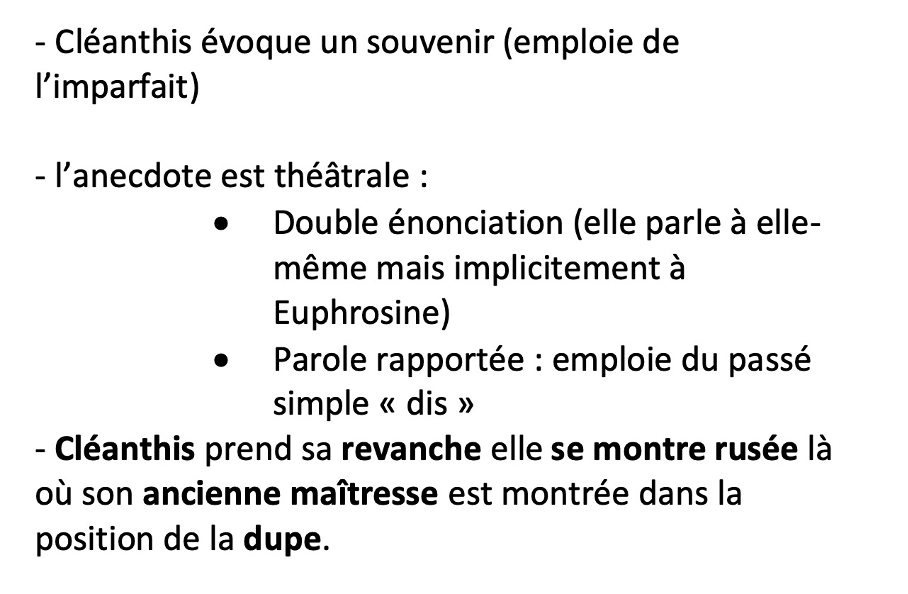 - Cléanthis évoque un souvenir (emploie de
l’imparfait)
- l’anecdote est théâtrale :
• Double énonciation (elle parle à elle-
même mais implicitement à
Euphrosine)
• Parole rapportée : emploie du passé
simple « dis »
- Cléanthis prend sa revanche elle se montre rusée là
où son ancienne maîtresse est montrée dans la
position de la dupe.